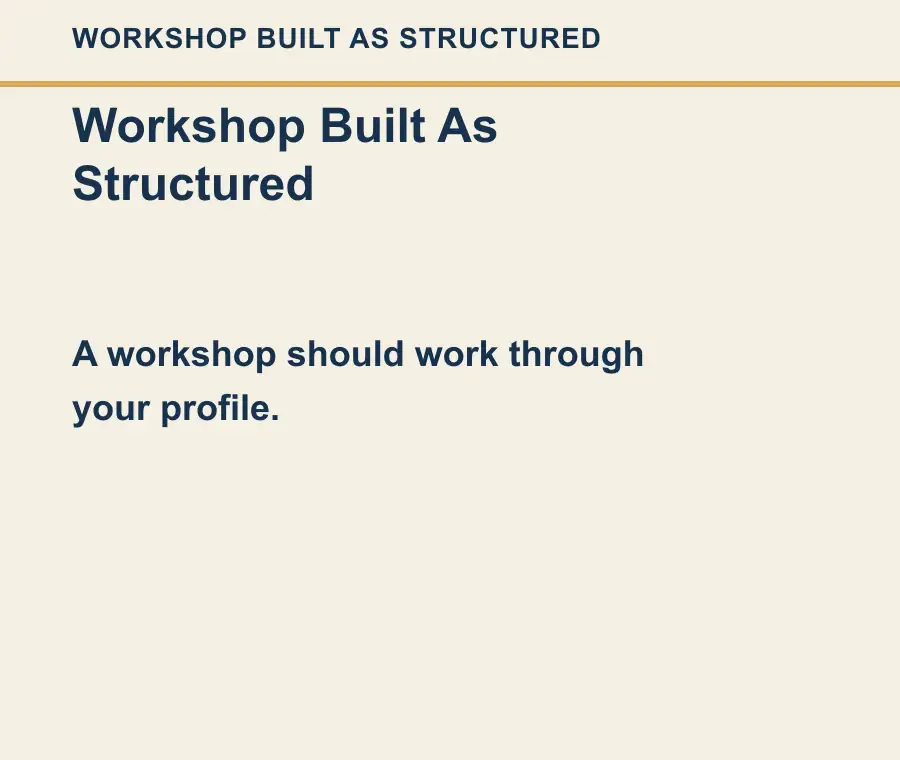 WORKSHOP BUILT AS STRUCTURED
Workshop Built As
Structured
A workshop should work through
your profile.